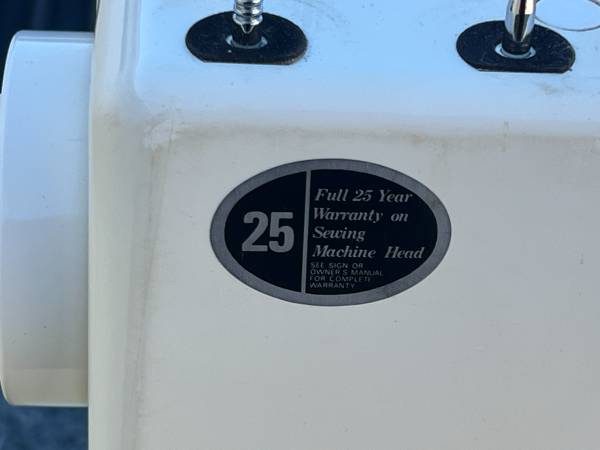 25
Full 25 Year
Warranty on
Sewing
Machine Head
SEE SIGN OR
OWNER'S MANUAL
FOR COMPLETE
WARRANTY